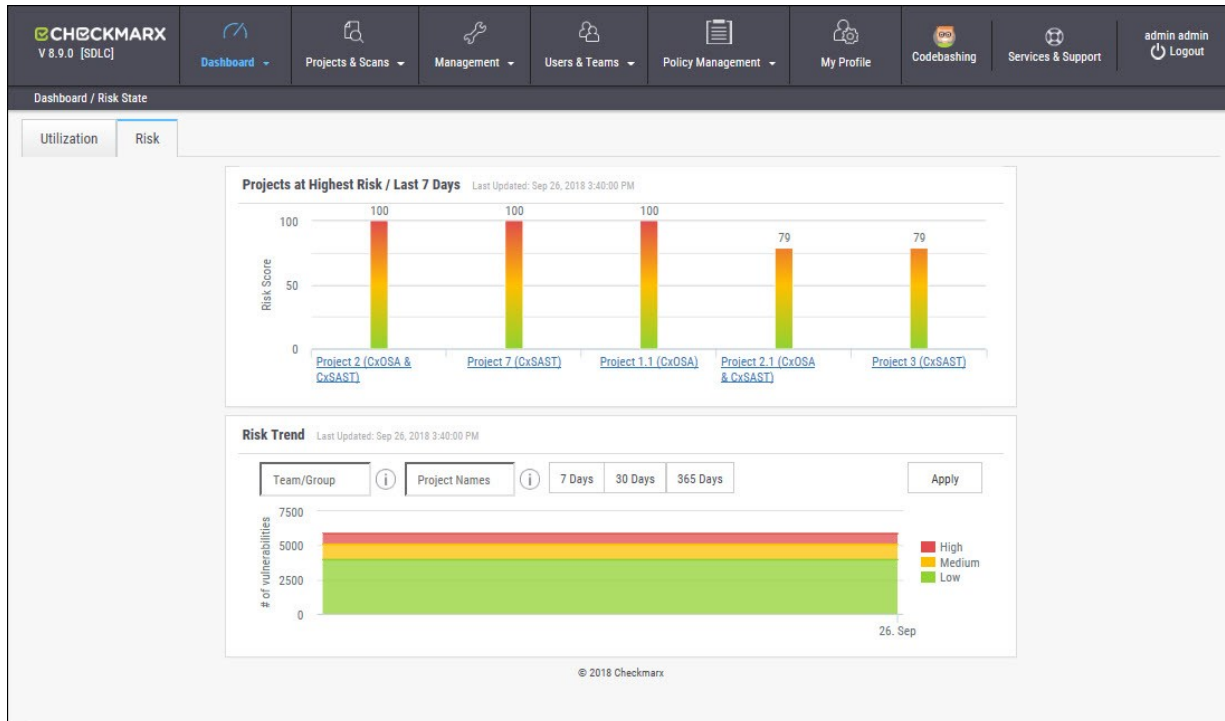 CHECKMARX
V 8.9.0 [SDLC]
Dashboard
Projects & Scans
Management
Users & Teams
Policy Management
My Profile
Codebashing
Services & Support
admin admin
Logout
Dashboard / Risk State
Utilization
Risk
Projects at Highest Risk / Last 7 Days Last Updated: Sep 26, 2018 3:40:00 PM
Risk Score
100
50
0
100
100
100
79
79
Project 2 (CxOSA &
CxSAST)
Project 7 (CxSAST)
Project 1.1 (CxOSA)
Project 2.1 (CxOSA
& CxSAST)
Project 3 (CxSAST)
Risk Trend Last Updated: Sep 26, 2018 3:40:00 PM
Team/Group
i
Project Names
i
7 Days
30 Days
365 Days
Apply
# of vulnerabilities
7500
5000
2500
0
High
Medium
Low
26. Sep
© 2018 Checkmarx